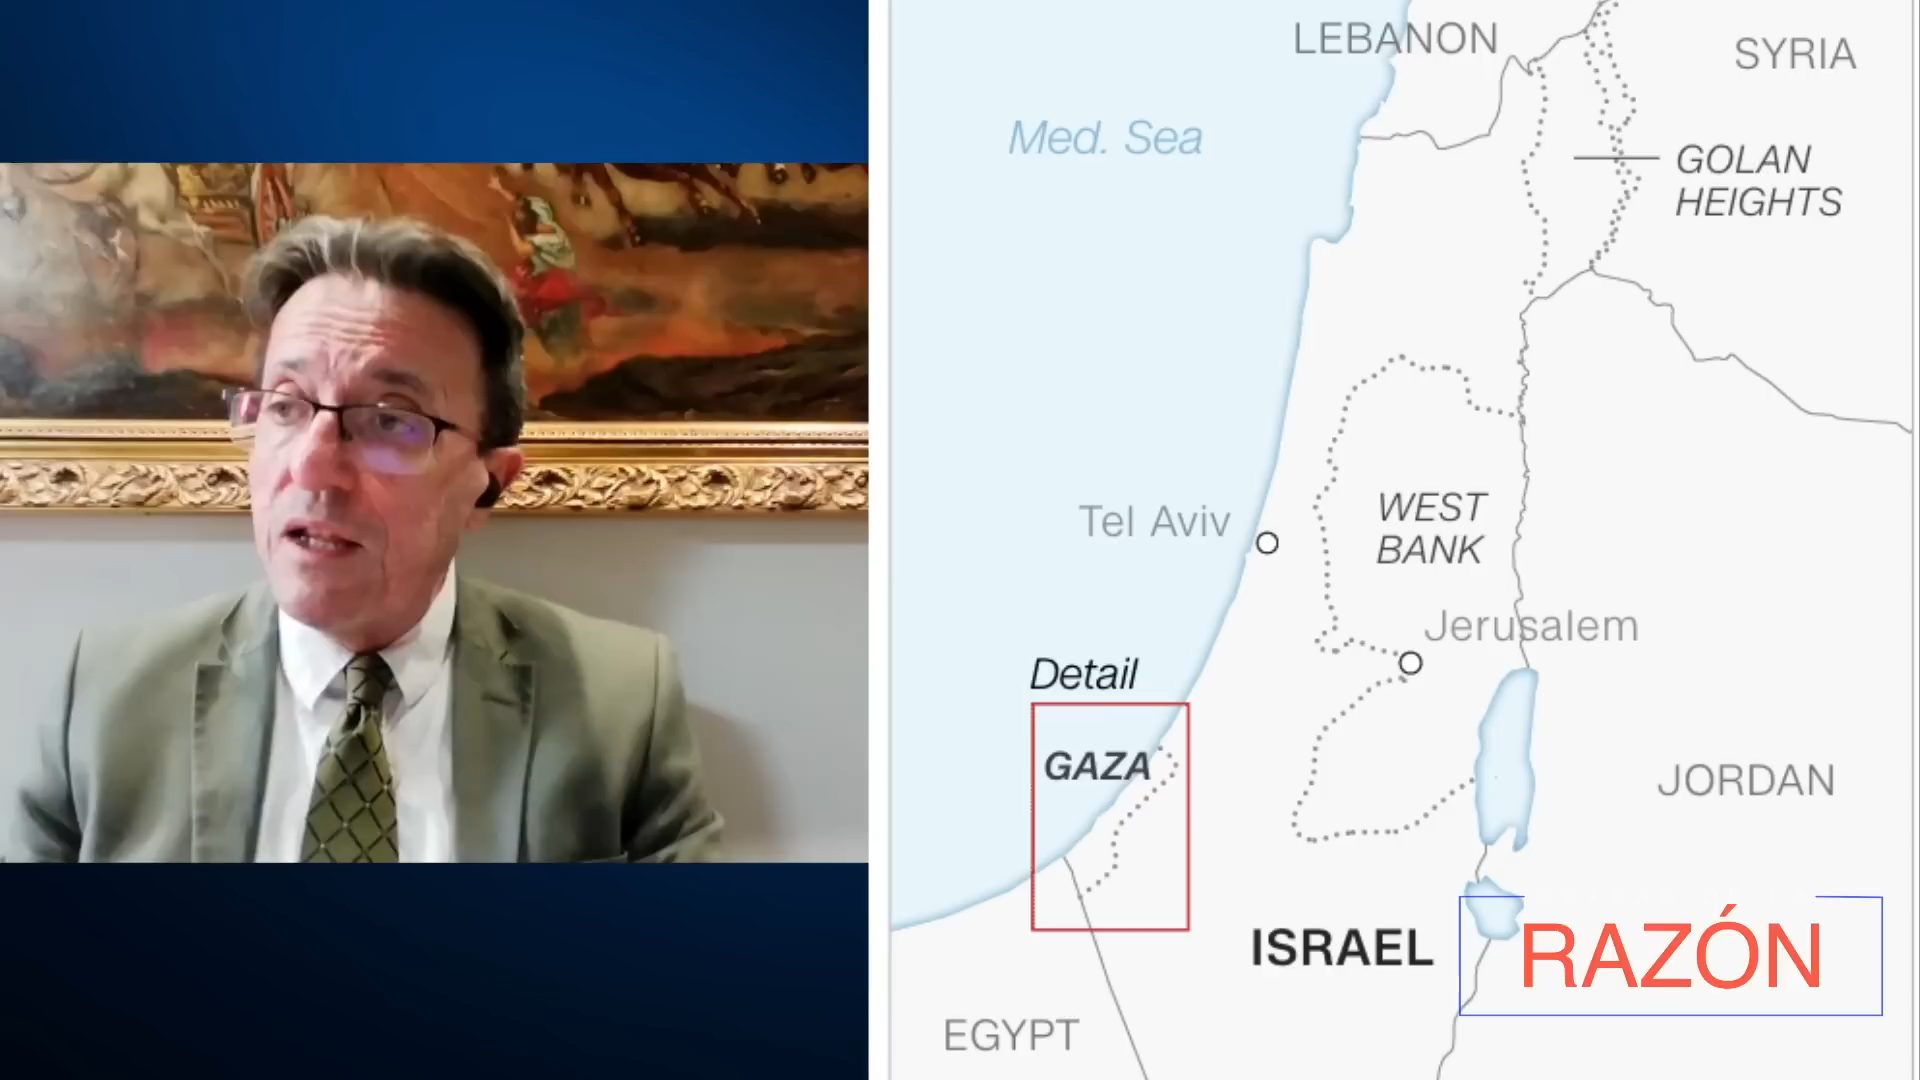 LEBANON
SYRIA
Med. Sea
GOLAN
HEIGHTS
Tel Aviv
WEST
BANK
Jerusalem
Detail
GAZA
JORDAN
ISRAEL
RAZÓN
EGYPT